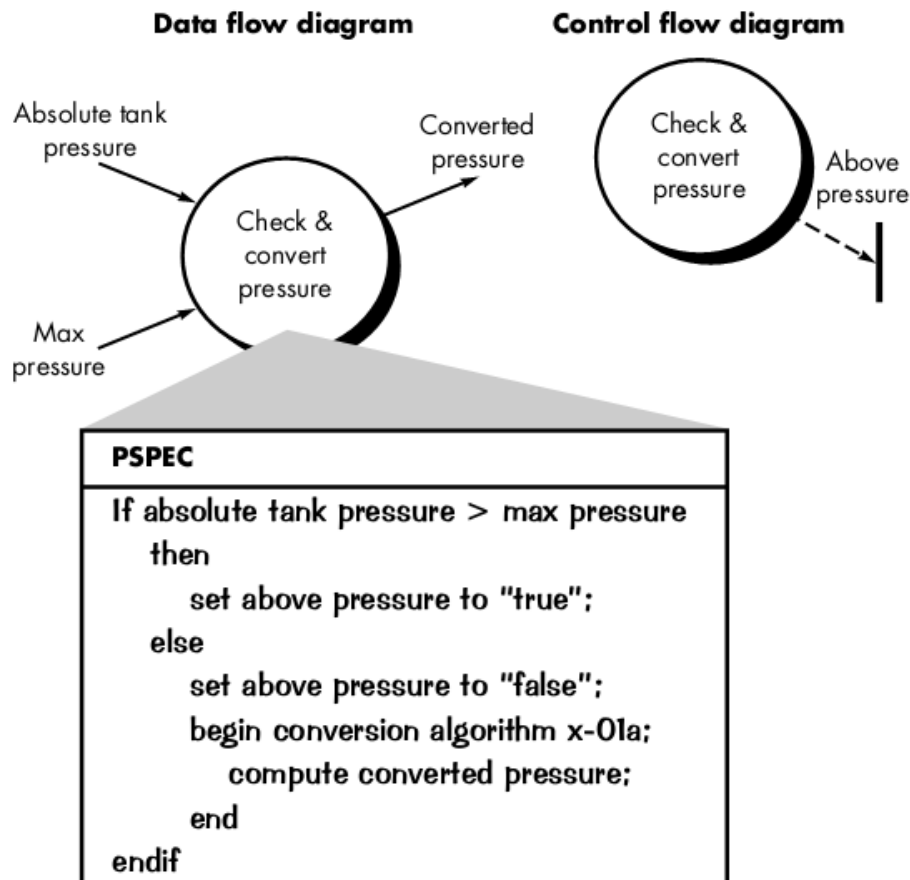 Data flow diagram
Absolute tank
pressure
Converted
pressure
Check &
convert
pressure
Max
pressure
Control flow diagram
Check &
convert
pressure
Above
pressure
PSPEC
If absolute tank pressure > max pressure
then
set above pressure to "true";
else
set above pressure to "false";
begin conversion algorithm x-01a;
compute converted pressure;
end
endif